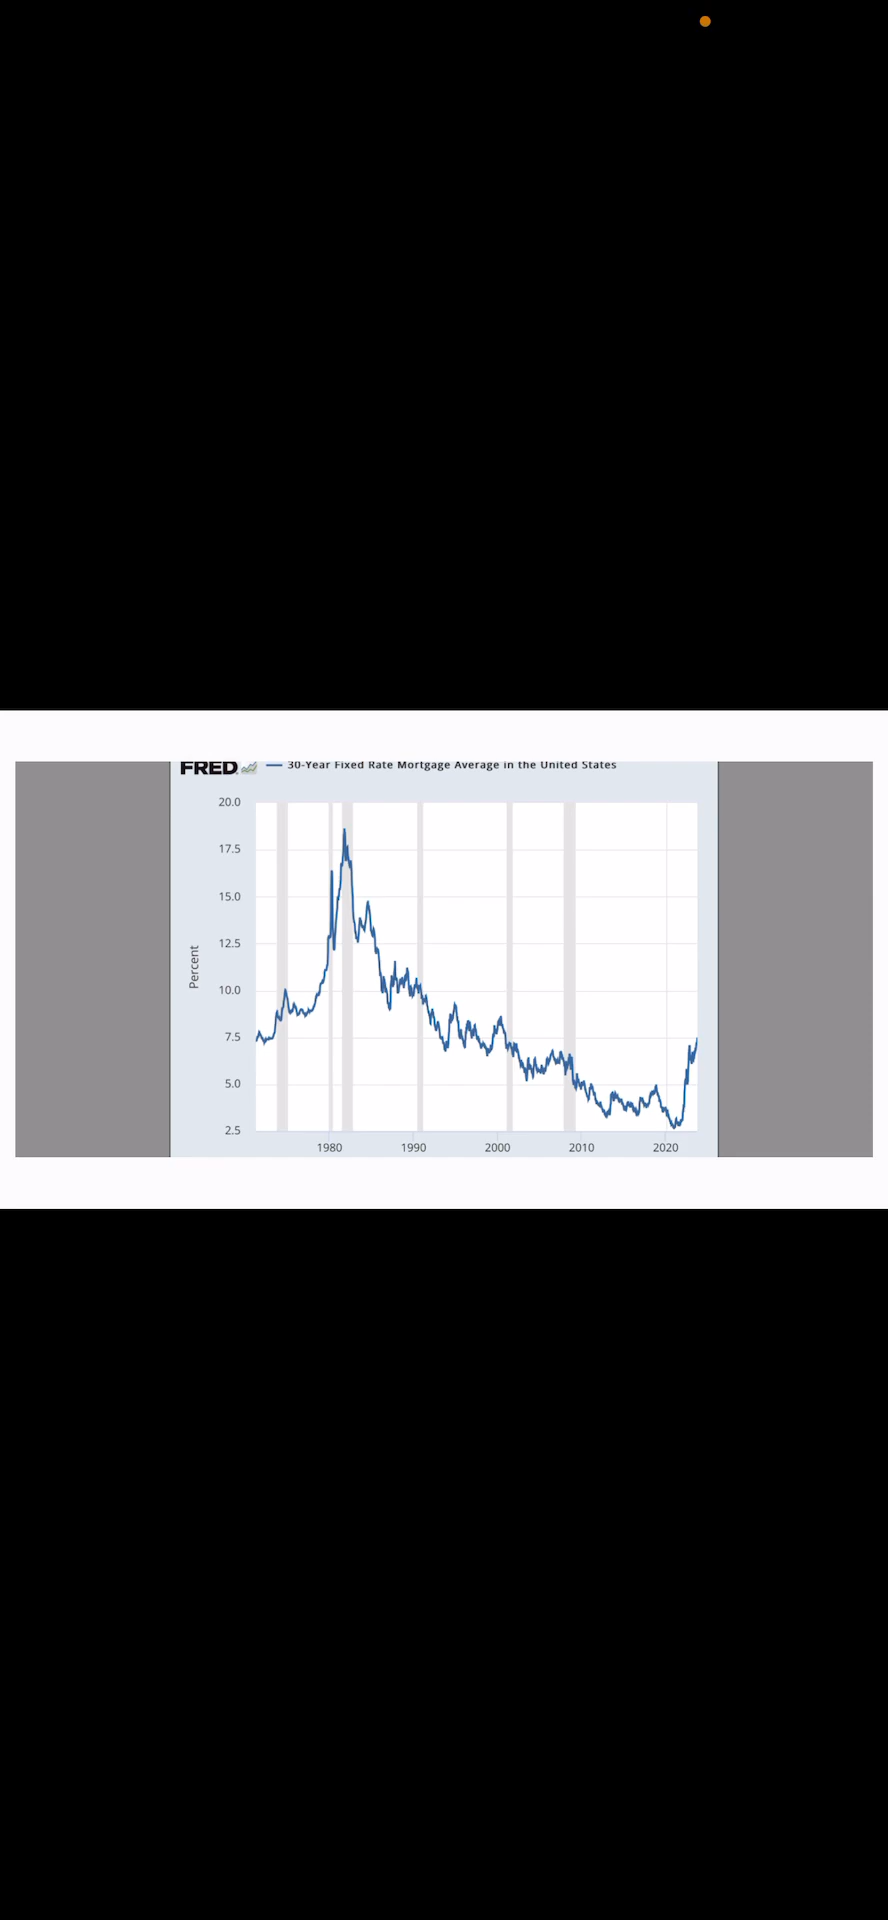 FRED 30-Year Fixed Rate Mortgage Average in the United States
20.0
17.5
15.0
12.5
10.0
7.5
5.0
2.5
Percent
1980 1990 2000 2010 2020